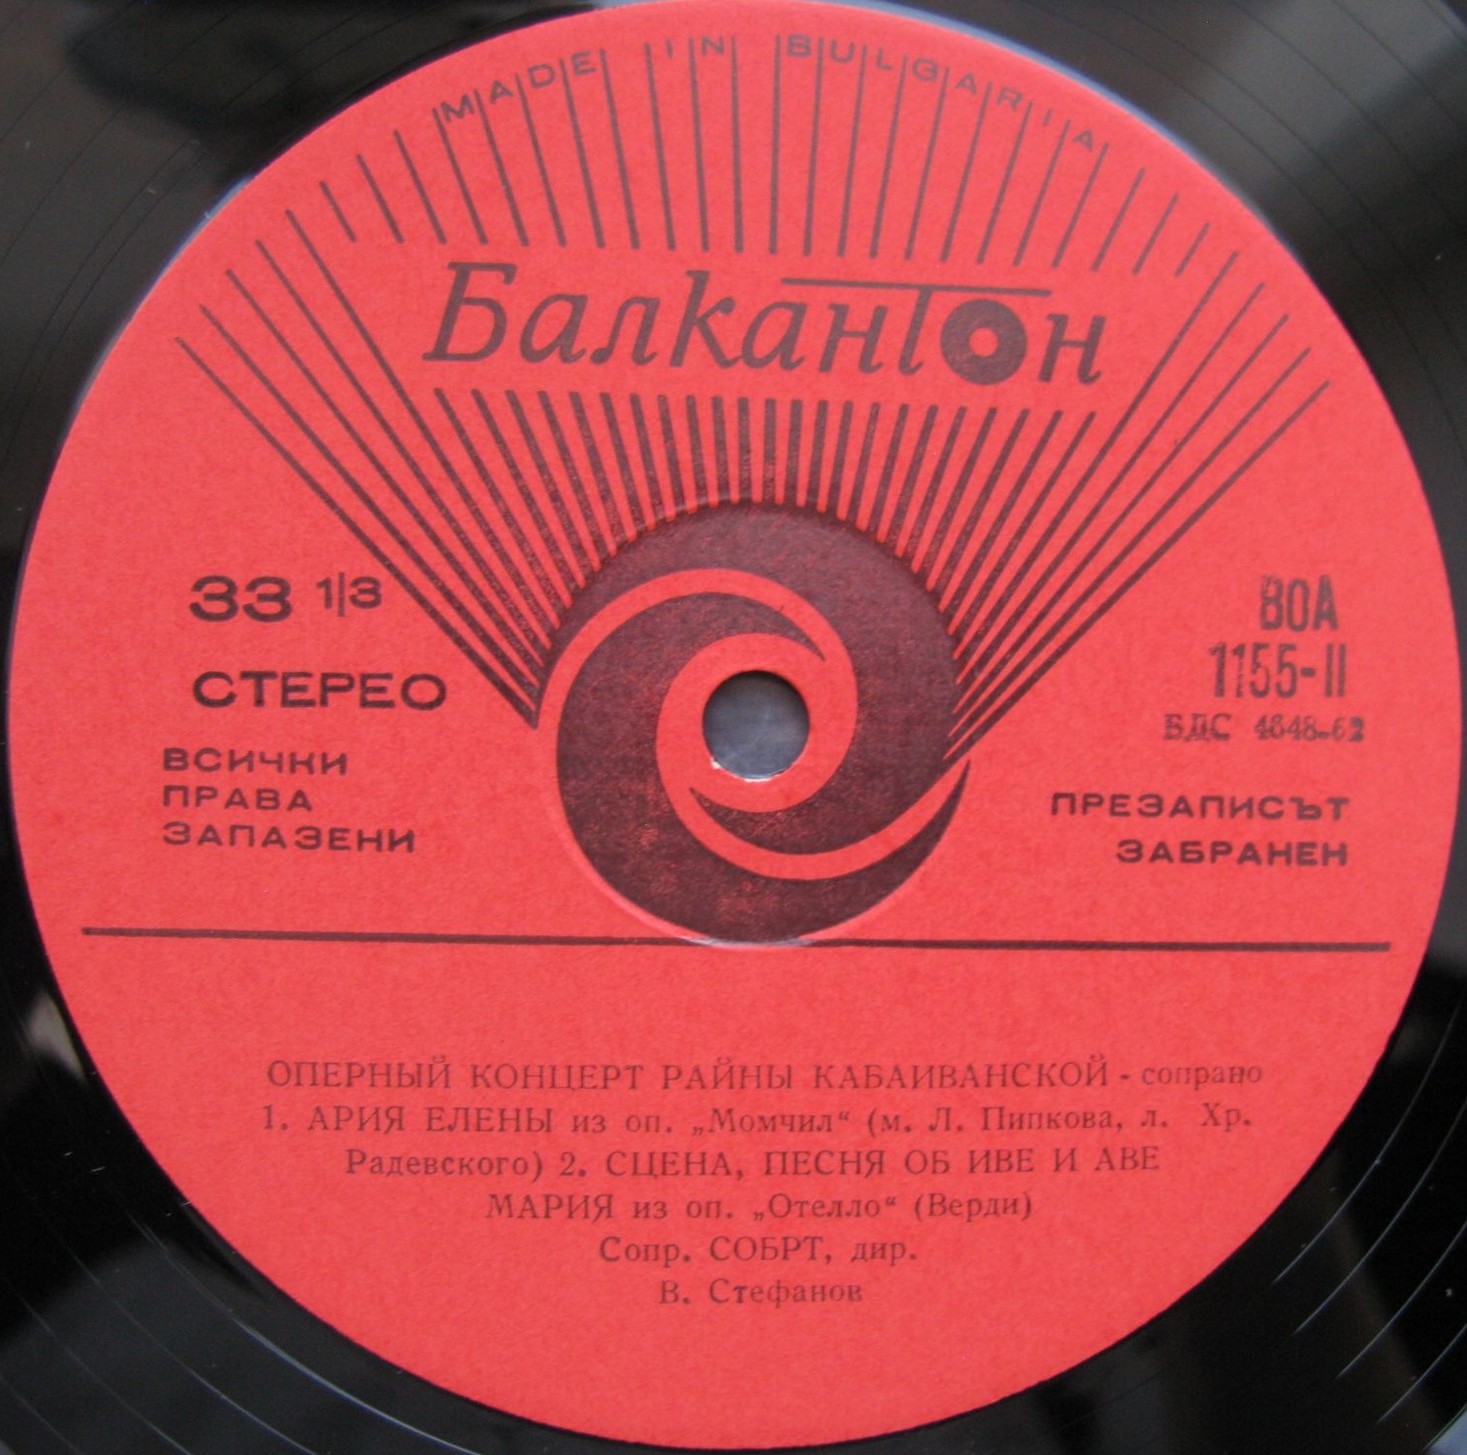 MADE IN BULGARIA
Балкантон
33 1/3
СТЕРЕО
ВСИЧКИ
ПРАВА
ЗАПАЗЕНИ
ВОА
1155-II
БДС 4848-62
ПРЕЗАПИСЪТ
ЗАБРАНЕН
ОПЕРНЫЙ КОНЦЕРТ РАЙНЫ КАБАИВАНСКОЙ - сопрано
1. АРИЯ ЕЛЕНЫ из оп. „Момчил“ (м. Л. Пипкова, л. Хр.
Радевского) 2. СЦЕНА, ПЕСНЯ ОБ ИВЕ И АВЕ
МАРИЯ из оп. „Отелло“ (Верди)
Сопр. СОБРТ, дир.
В. Стефанов